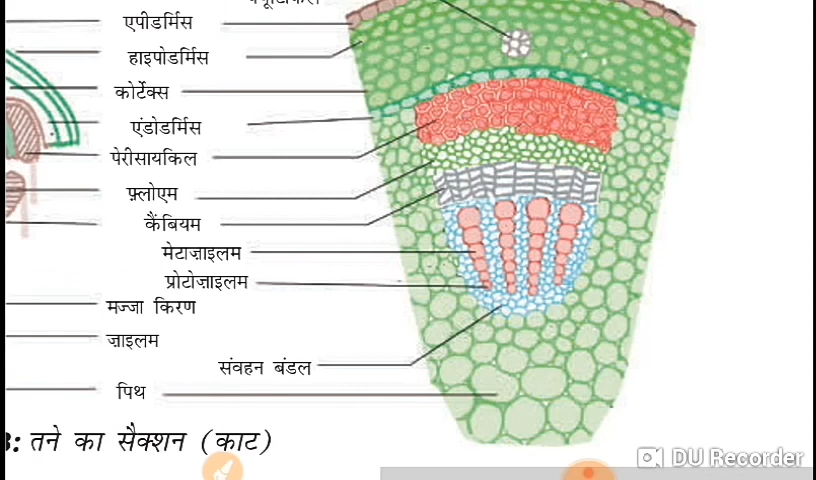 एपीडर्मिस
हाइपोडर्मिस
कोर्टेक्स
एंडोडर्मिस
पेरीसायकिल
फ़्लोएम
कैंबियम
मेटाज़ाइलम
प्रोटोज़ाइलम
मज्जा किरण
ज़ाइलम
संवहन बंडल
पिथ
3: तने का सैक्शन (काट)
DU Recorder